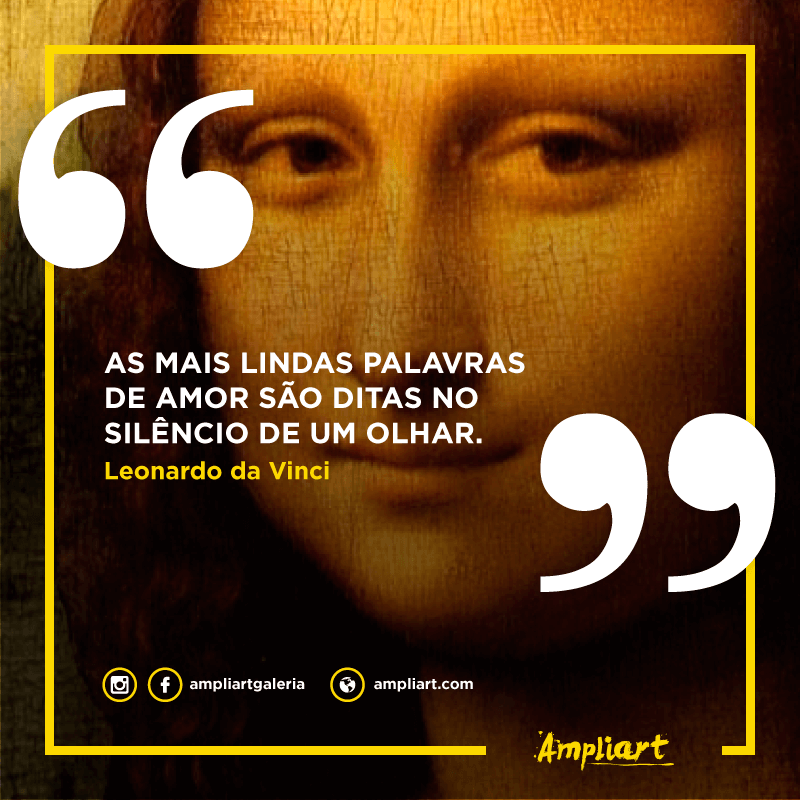 AS MAIS LINDAS PALAVRAS
DE AMOR SÃO DITAS NO
SILÊNCIO DE UM OLHAR.
Leonardo da Vinci
ampliartgaleria ampliart.com
Ampliart